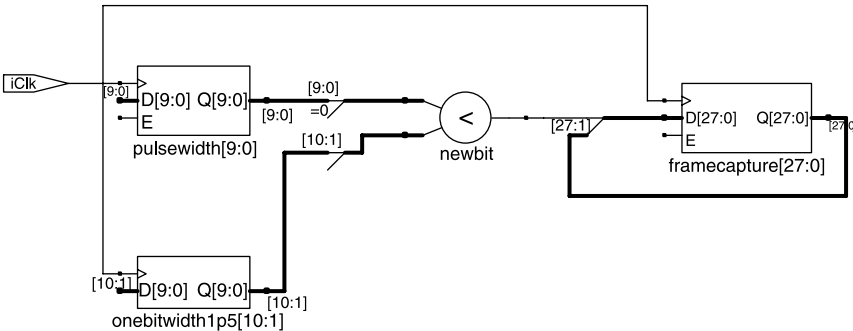 iClk
[9:0]
D[9:0] Q[9:0]
E
pulsewidth[9:0]
[9:0]
[9:0]
=0
[10:1]
<
newbit
[27:1]
D[27:0] Q[27:0]
E
[27:0
framecapture[27:0]
[10:1]
D[9:0] Q[9:0]
[10:1]
onebitwidth1p5[10:1]